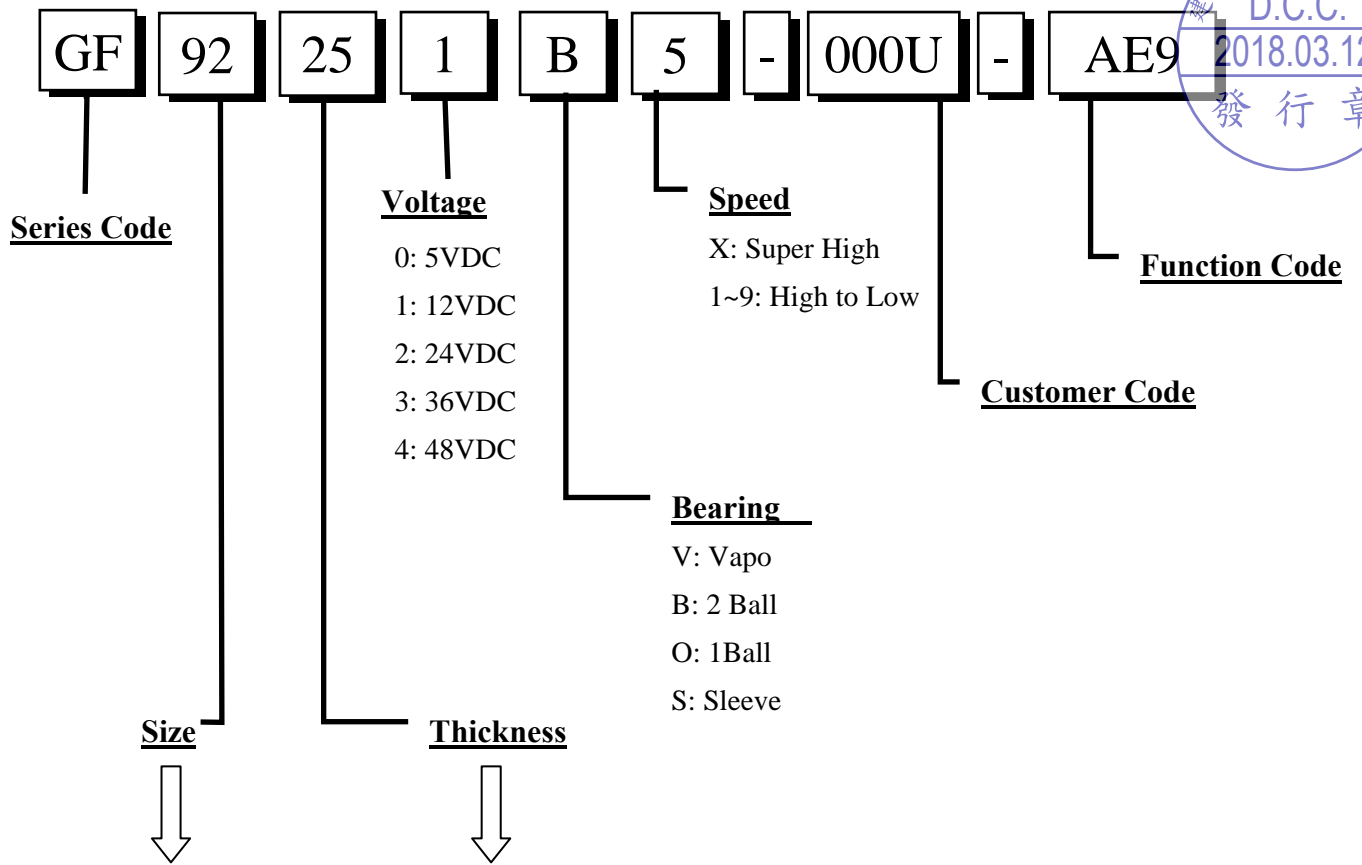 GF 92 25 1 B 5 - 000U - AE9
D.C.C.
2018.03.12
發行章
Series Code
Voltage
0: 5VDC
1: 12VDC
2: 24VDC
3: 36VDC
4: 48VDC
Speed
X: Super High
1~9: High to Low
Function Code
Customer Code
Bearing
V: Vapo
B: 2 Ball
O: 1Ball
S: Sleeve
Size
Thickness